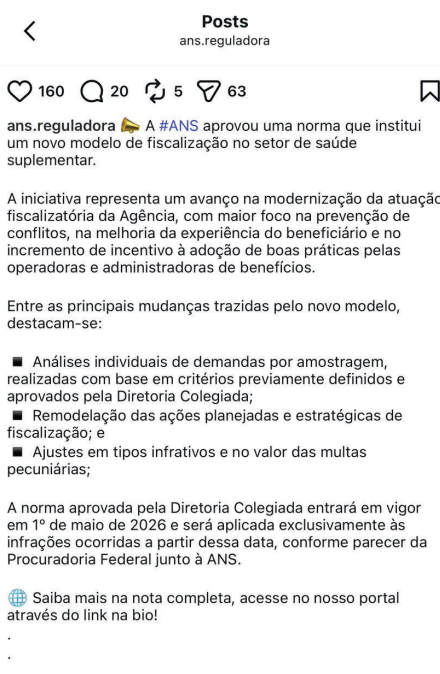 Posts
ans.reguladora
160 20 5 63
ans.reguladora 📣 A #ANS aprovou uma norma que institui
um novo modelo de fiscalização no setor de saúde
suplementar.
A iniciativa representa um avanço na modernização da atuação
fiscalizatória da Agência, com maior foco na prevenção de
conflitos, na melhoria da experiência do beneficiário e no
incremento de incentivo à adoção de boas práticas pelas
operadoras e administradoras de benefícios.
Entre as principais mudanças trazidas pelo novo modelo,
destacam-se:
▪️ Análises individuais de demandas por amostragem,
realizadas com base em critérios previamente definidos e
aprovados pela Diretoria Colegiada;
▪️ Remodelação das ações planejadas e estratégicas de
fiscalização; e
▪️ Ajustes em tipos infrativos e no valor das multas
pecuniárias;
A norma aprovada pela Diretoria Colegiada entrará em vigor
em 1º de maio de 2026 e será aplicada exclusivamente às
infrações ocorridas a partir dessa data, conforme parecer da
Procuradoria Federal junto à ANS.
🌐 Saiba mais na nota completa, acesse no nosso portal
através do link na bio!
.
.